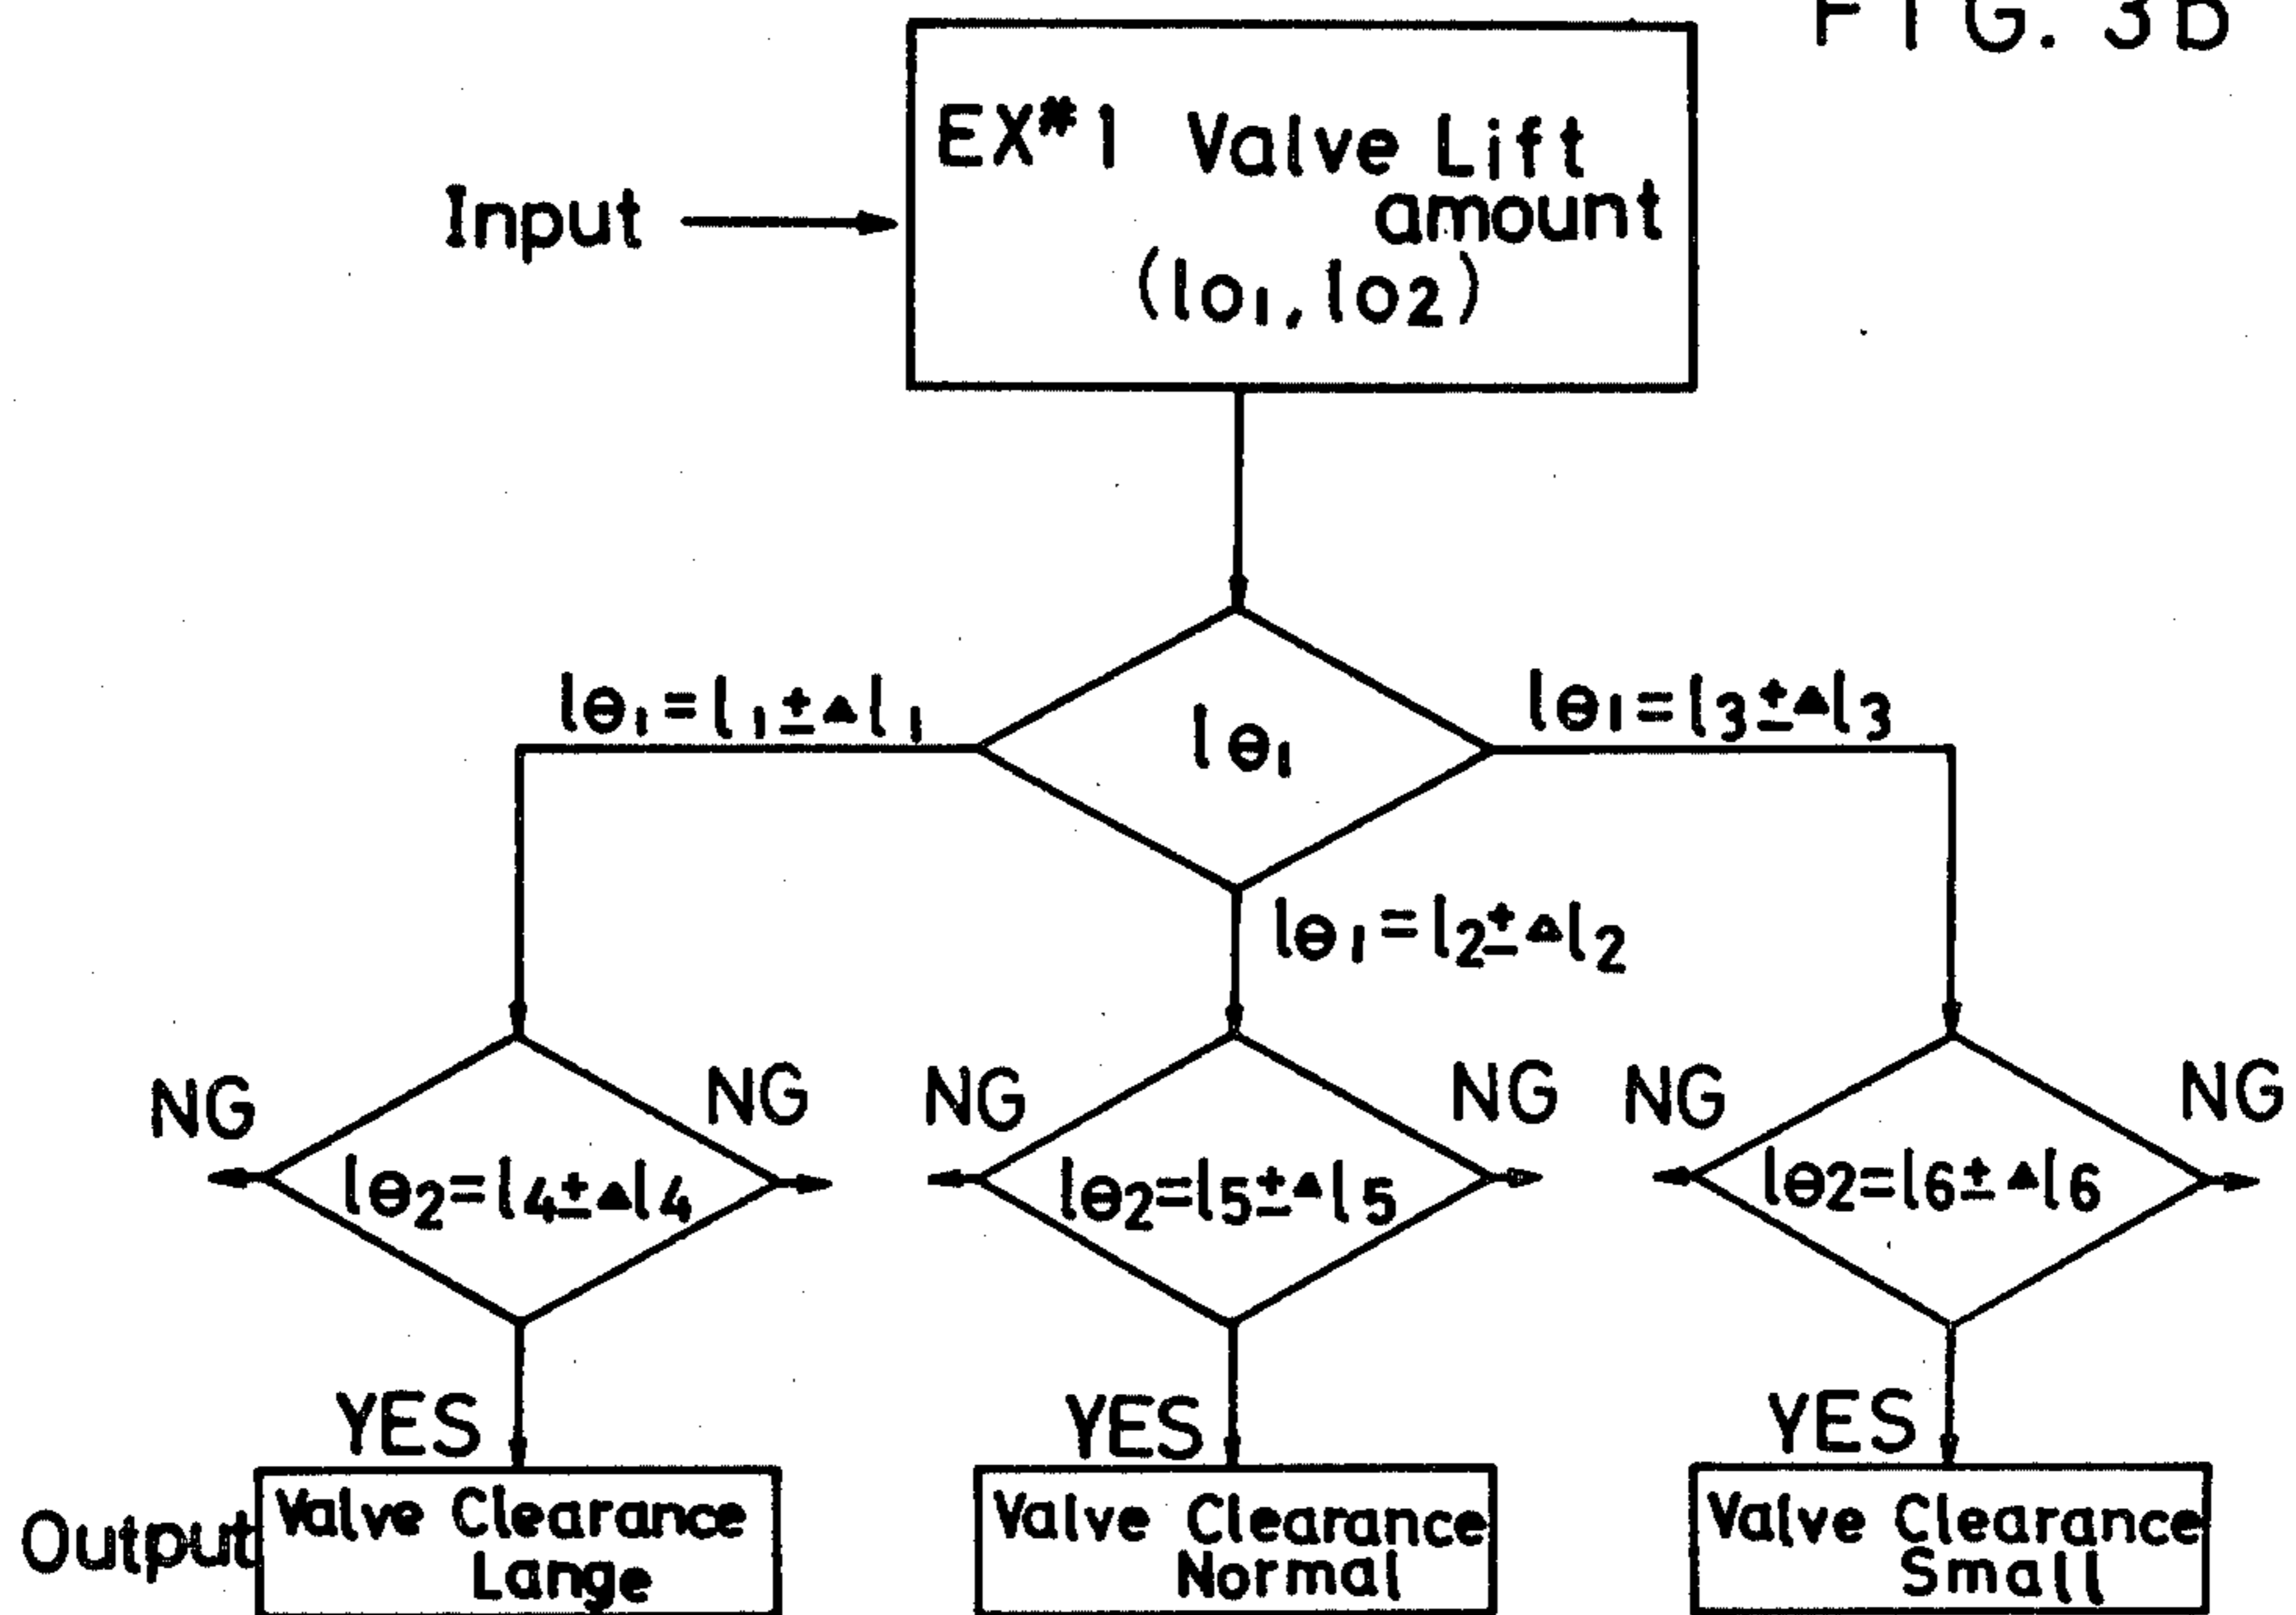 FIG. 3B
EX#1 Valve Lift
amount
(lo1, lo2)
Input
lθ1=l1±▲l1
lθ1
lθ1=l3±▲l3
lθ1=l2±▲l2
NG
NG
NG
NG
NG
NG
lθ2=l4±▲l4
lθ2=l5±▲l5
lθ2=l6±▲l6
YES
YES
YES
Output
Valve Clearance
Lange
Valve Clearance
Normal
Valve Clearance
Small